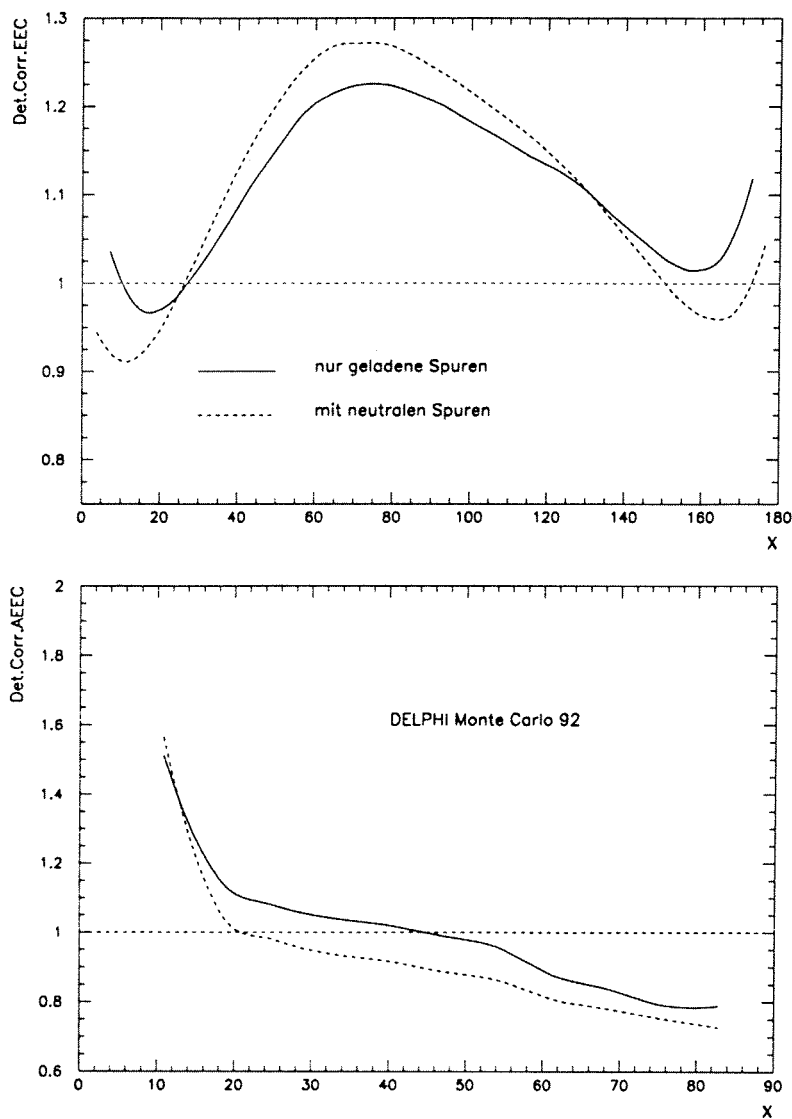 Det.Corr.EEC
1.3
1.2
1.1
1
0.9
0.8
nur geladene Spuren
mit neutralen Spuren
0 20 40 60 80 100 120 140 160 180
X
Det.Corr.AEEC
2
1.8
1.6
1.4
1.2
1
0.8
0.6
DELPHI Monte Carlo 92
0 10 20 30 40 50 60 70 80 90
X